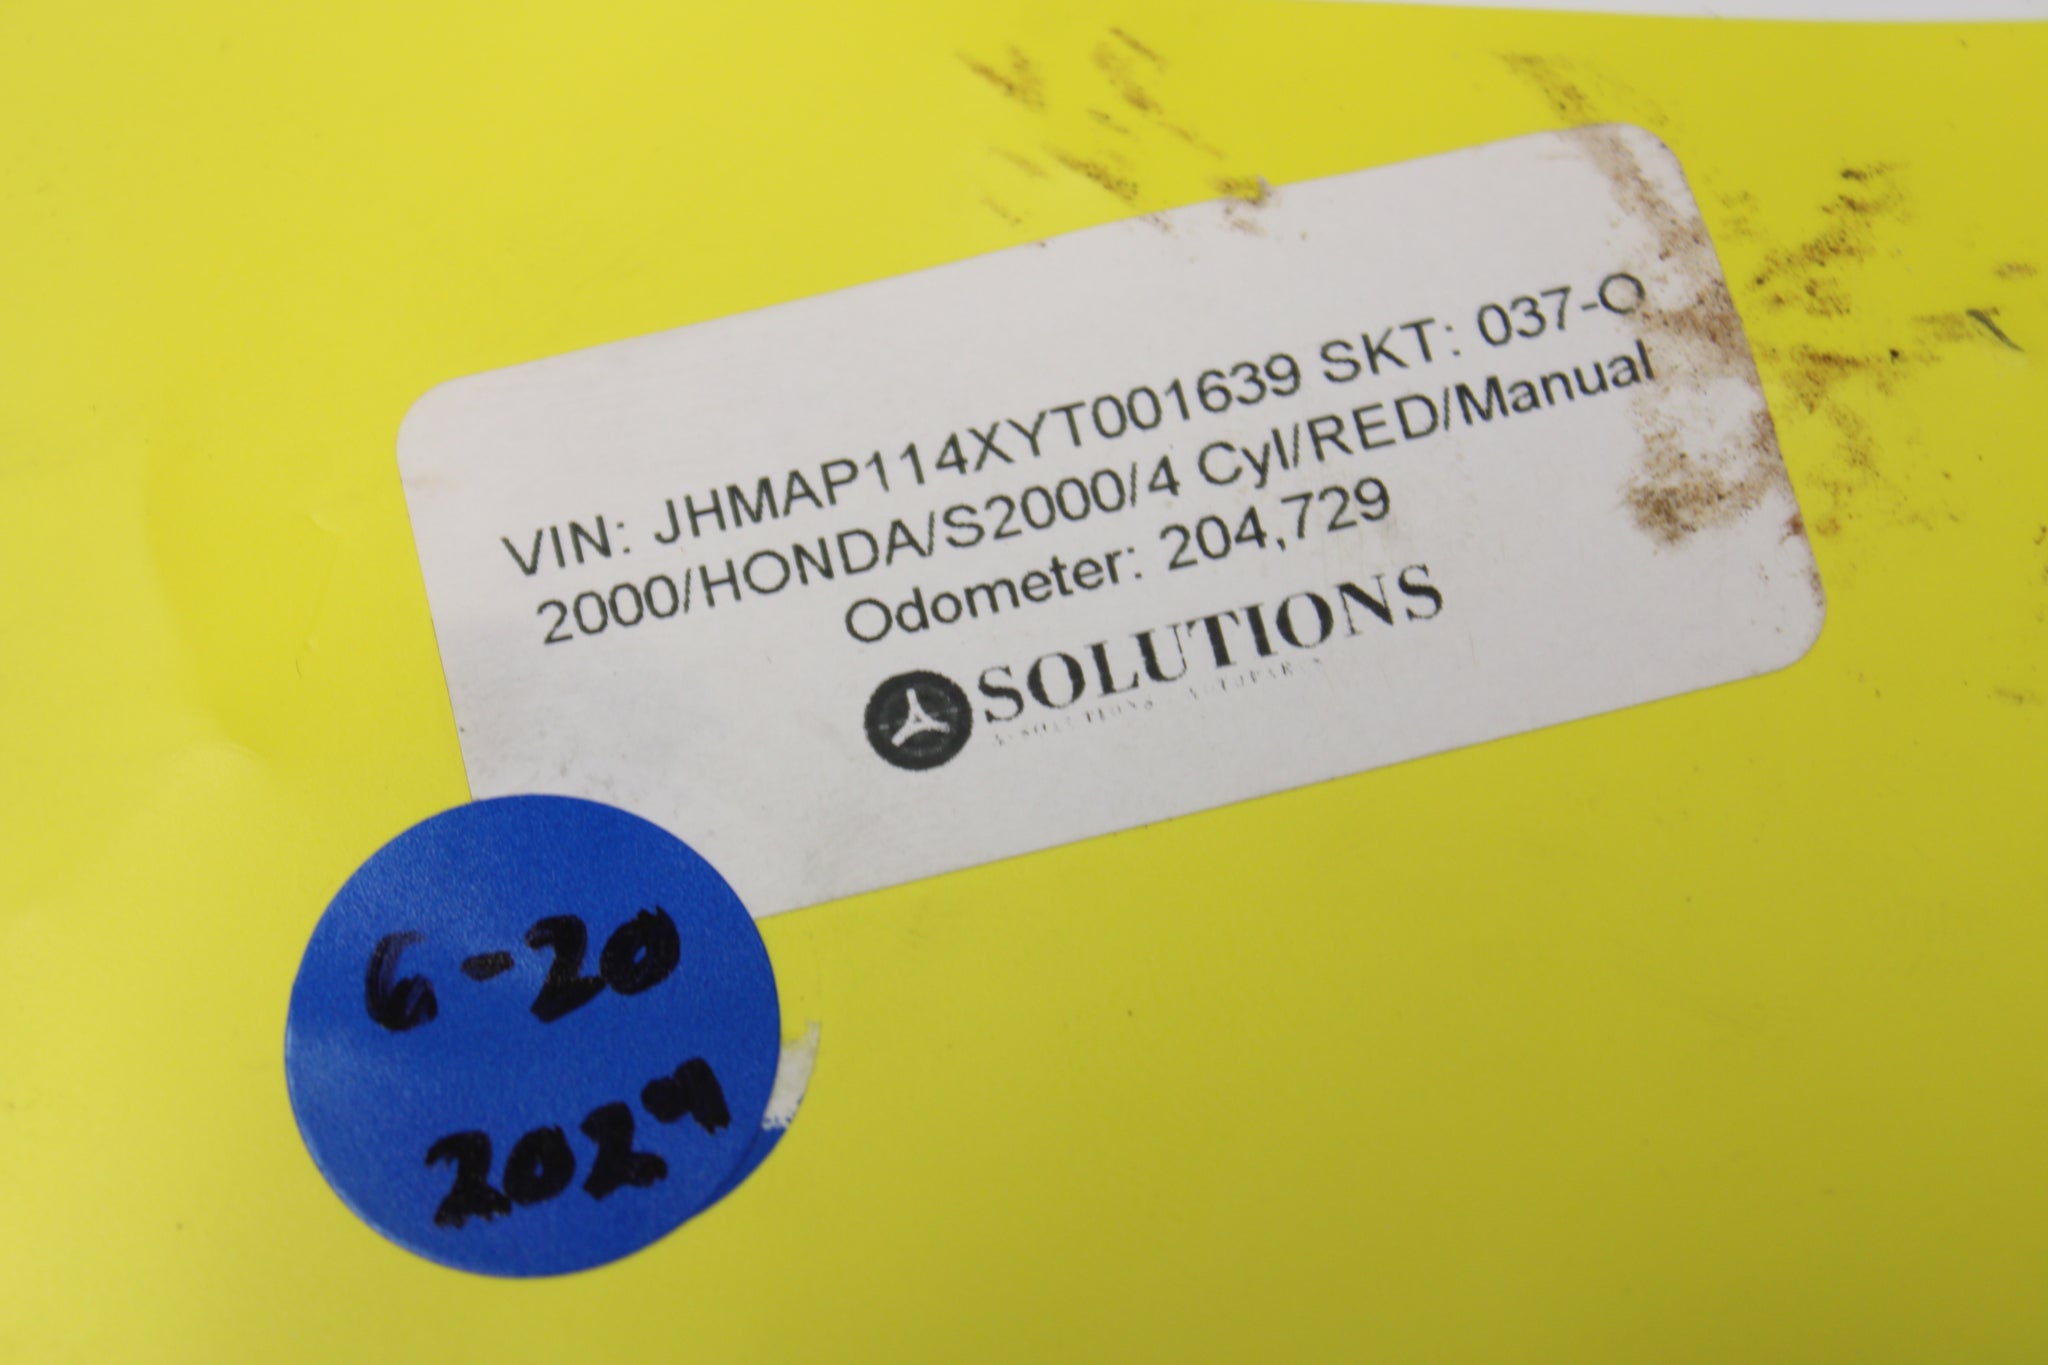 VIN: JHMAP114XYT001639 SKT: 037-O
2000/HONDA/S2000/4 Cyl/RED/Manual
Odometer: 204,729
SOLUTIONS
6-20
2024